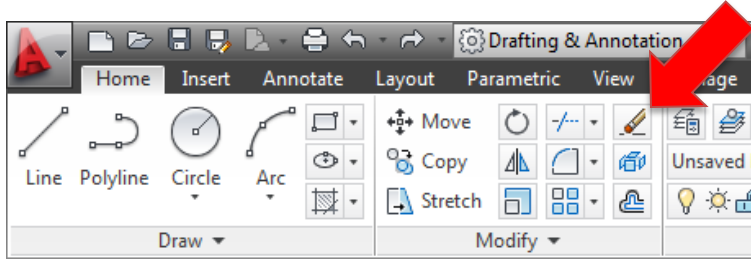 Drafting & Annotation
Home Insert Annotate Layout Parametric View
Move
Copy
Unsaved
Line Polyline Circle Arc
Stretch
Draw
Modify